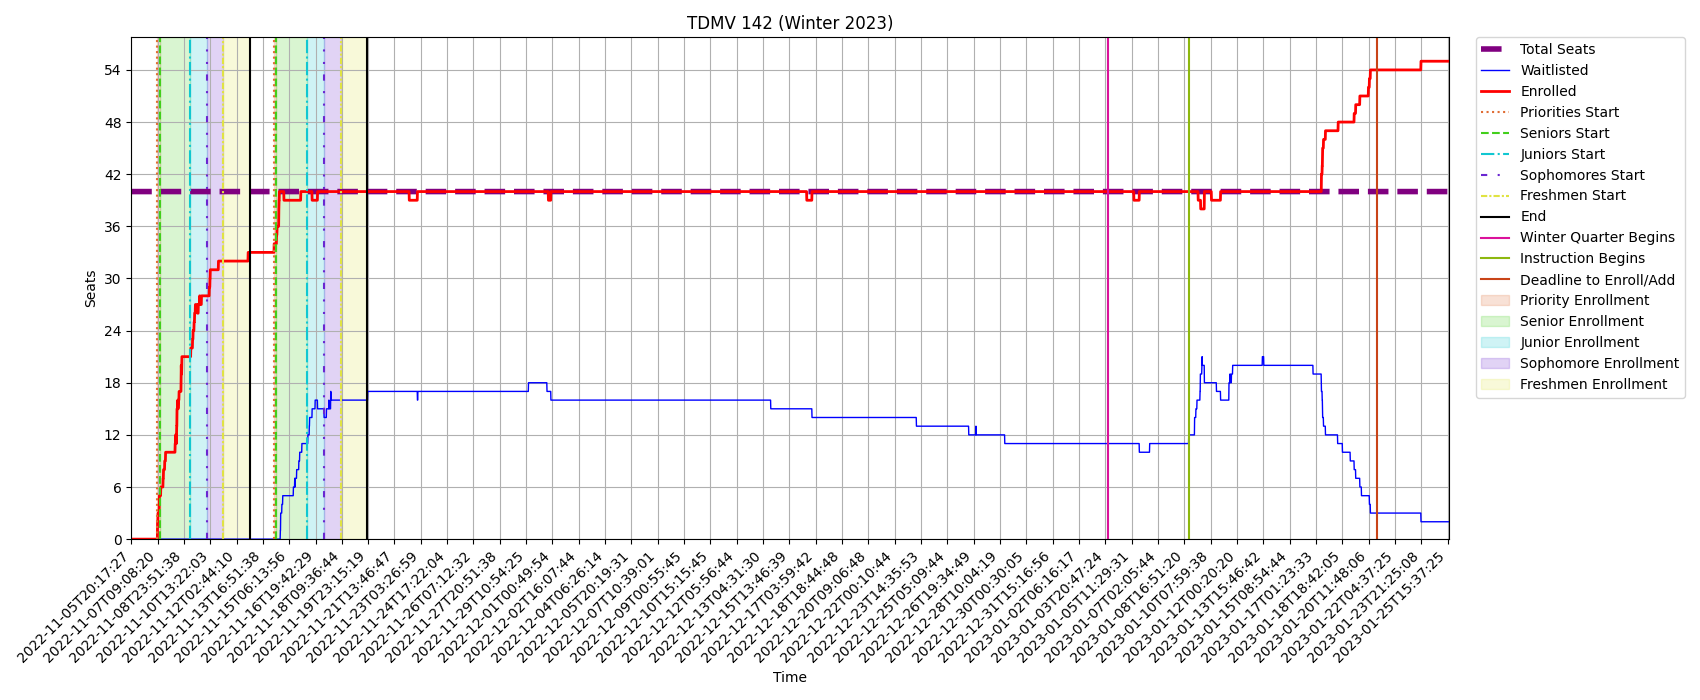 TDMV 142 (Winter 2023)
Seats
54
48
42
36
30
24
18
12
6
0
2022-11-05T20:17:27
2022-11-07T09:08:20
2022-11-08T23:51:38
2022-11-10T13:22:03
2022-11-12T02:44:10
2022-11-13T16:51:38
2022-11-15T06:13:56
2022-11-16T19:42:29
2022-11-18T09:36:44
2022-11-19T23:15:19
2022-11-21T13:46:47
2022-11-23T03:26:59
2022-11-24T17:22:04
2022-11-26T07:12:32
2022-11-27T20:51:38
2022-11-29T10:54:25
2022-12-01T00:49:54
2022-12-02T16:07:44
2022-12-04T06:26:14
2022-12-05T20:19:31
2022-12-07T10:39:01
2022-12-09T00:55:45
2022-12-10T15:15:45
2022-12-12T05:56:44
2022-12-13T04:31:30
2022-12-15T13:46:39
2022-12-17T03:59:42
2022-12-18T18:44:48
2022-12-20T09:06:48
2022-12-22T00:10:44
2022-12-23T14:35:53
2022-12-25T05:09:44
2022-12-26T19:34:49
2022-12-28T10:04:19
2022-12-30T00:30:05
2022-12-31T15:16:56
2023-01-02T06:16:17
2023-01-03T20:47:24
2023-01-05T11:29:31
2023-01-07T02:05:44
2023-01-08T16:51:20
2023-01-10T07:59:38
2023-01-12T00:20:20
2023-01-13T15:46:42
2023-01-15T08:54:44
2023-01-17T01:23:33
2023-01-18T18:42:05
2023-01-20T11:48:06
2023-01-22T04:37:25
2023-01-23T21:25:08
2023-01-25T15:37:25
Time
Total Seats
Waitlisted
Enrolled
Priorities Start
Seniors Start
Juniors Start
Sophomores Start
Freshmen Start
End
Winter Quarter Begins
Instruction Begins
Deadline to Enroll/Add
Priority Enrollment
Senior Enrollment
Junior Enrollment
Sophomore Enrollment
Freshmen Enrollment